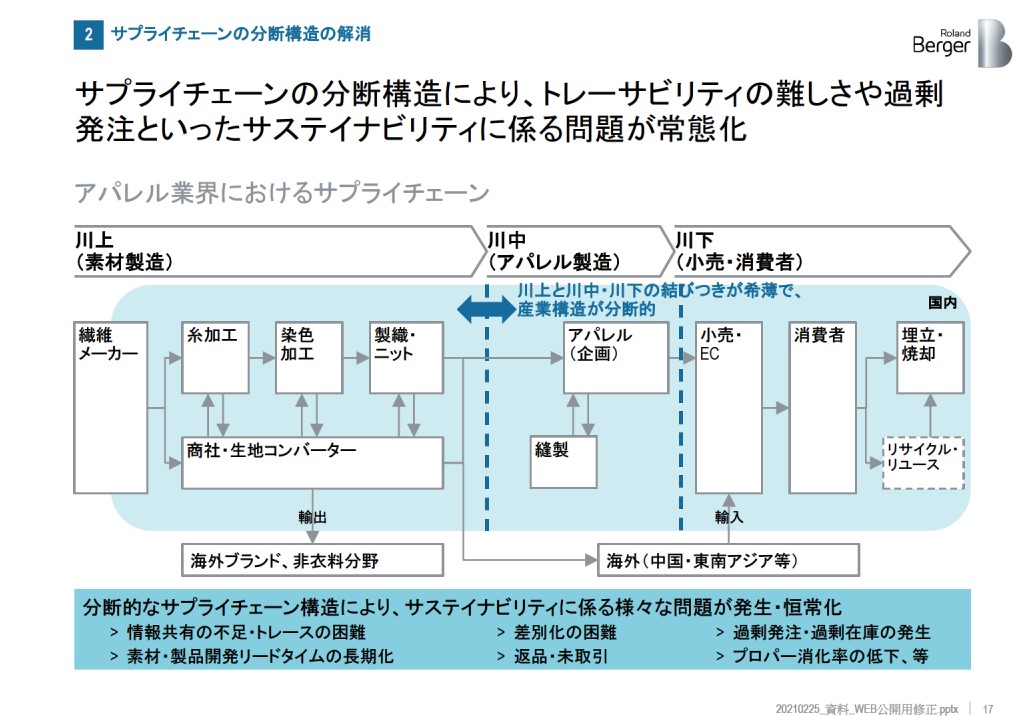 2 サプライチェーンの分断構造の解消
Roland
Berger
サプライチェーンの分断構造により、トレーサビリティの難しさや過剰
発注といったサステイナビリティに係る問題が常態化
アパレル業界におけるサプライチェーン
川上
（素材製造）
川中
（アパレル製造）
川下
（小売・消費者）
川上と川中・川下の結びつきが希薄で、
産業構造が分断的
国内
繊維
メーカー
糸加工
染色
加工
製織・
ニット
アパレル
（企画）
小売・
EC
消費者
埋立・
焼却
商社・生地コンバーター
縫製
リサイクル・
リユース
輸出
輸入
海外ブランド、非衣料分野
海外（中国・東南アジア等）
分断的なサプライチェーン構造により、サステイナビリティに係る様々な問題が発生・恒常化
> 情報共有の不足・トレースの困難
> 差別化の困難
> 過剰発注・過剰在庫の発生
> 素材・製品開発リードタイムの長期化
> 返品・未取引
> プロパー消化率の低下、等
20210225_資料_WEB公開用修正.pptx | 17